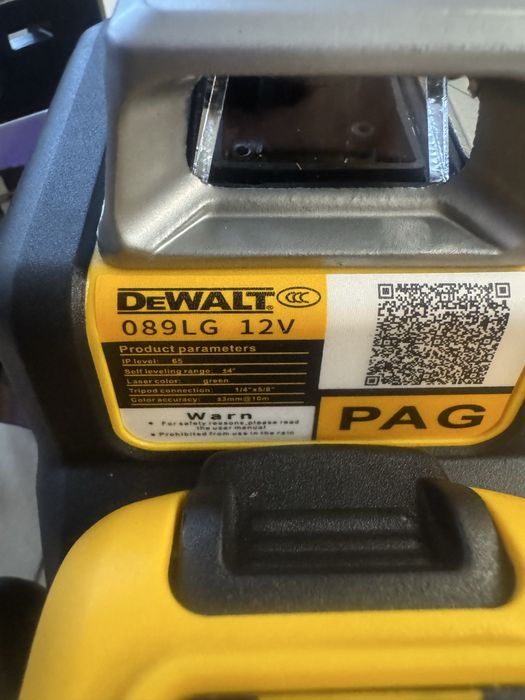 DEWALT CCC
089LG 12V
Product parameters
IP level: 65
Self leveling range: ±4°
Laser color: green
Tripod connection: 1/4"x5/8"
Color accuracy: ±3mm@10m
Warn
• For safety reasons,please read
the user manual
• Prohibited from use in the rain
PAG